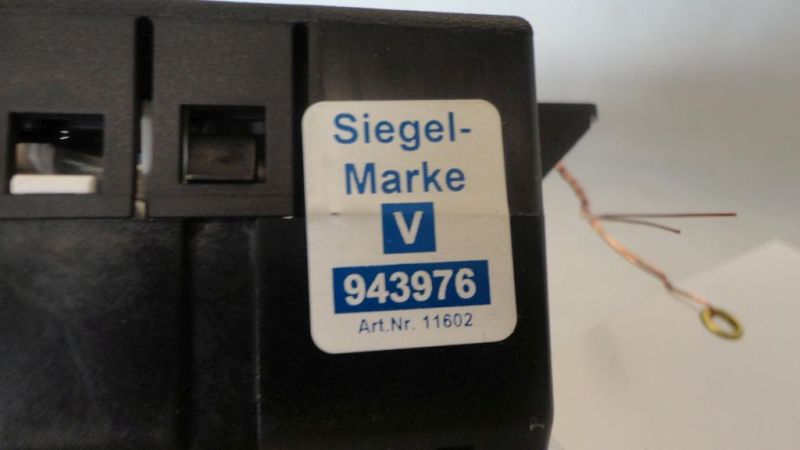 Siegel-
Marke
V
943976
Art.Nr. 11602